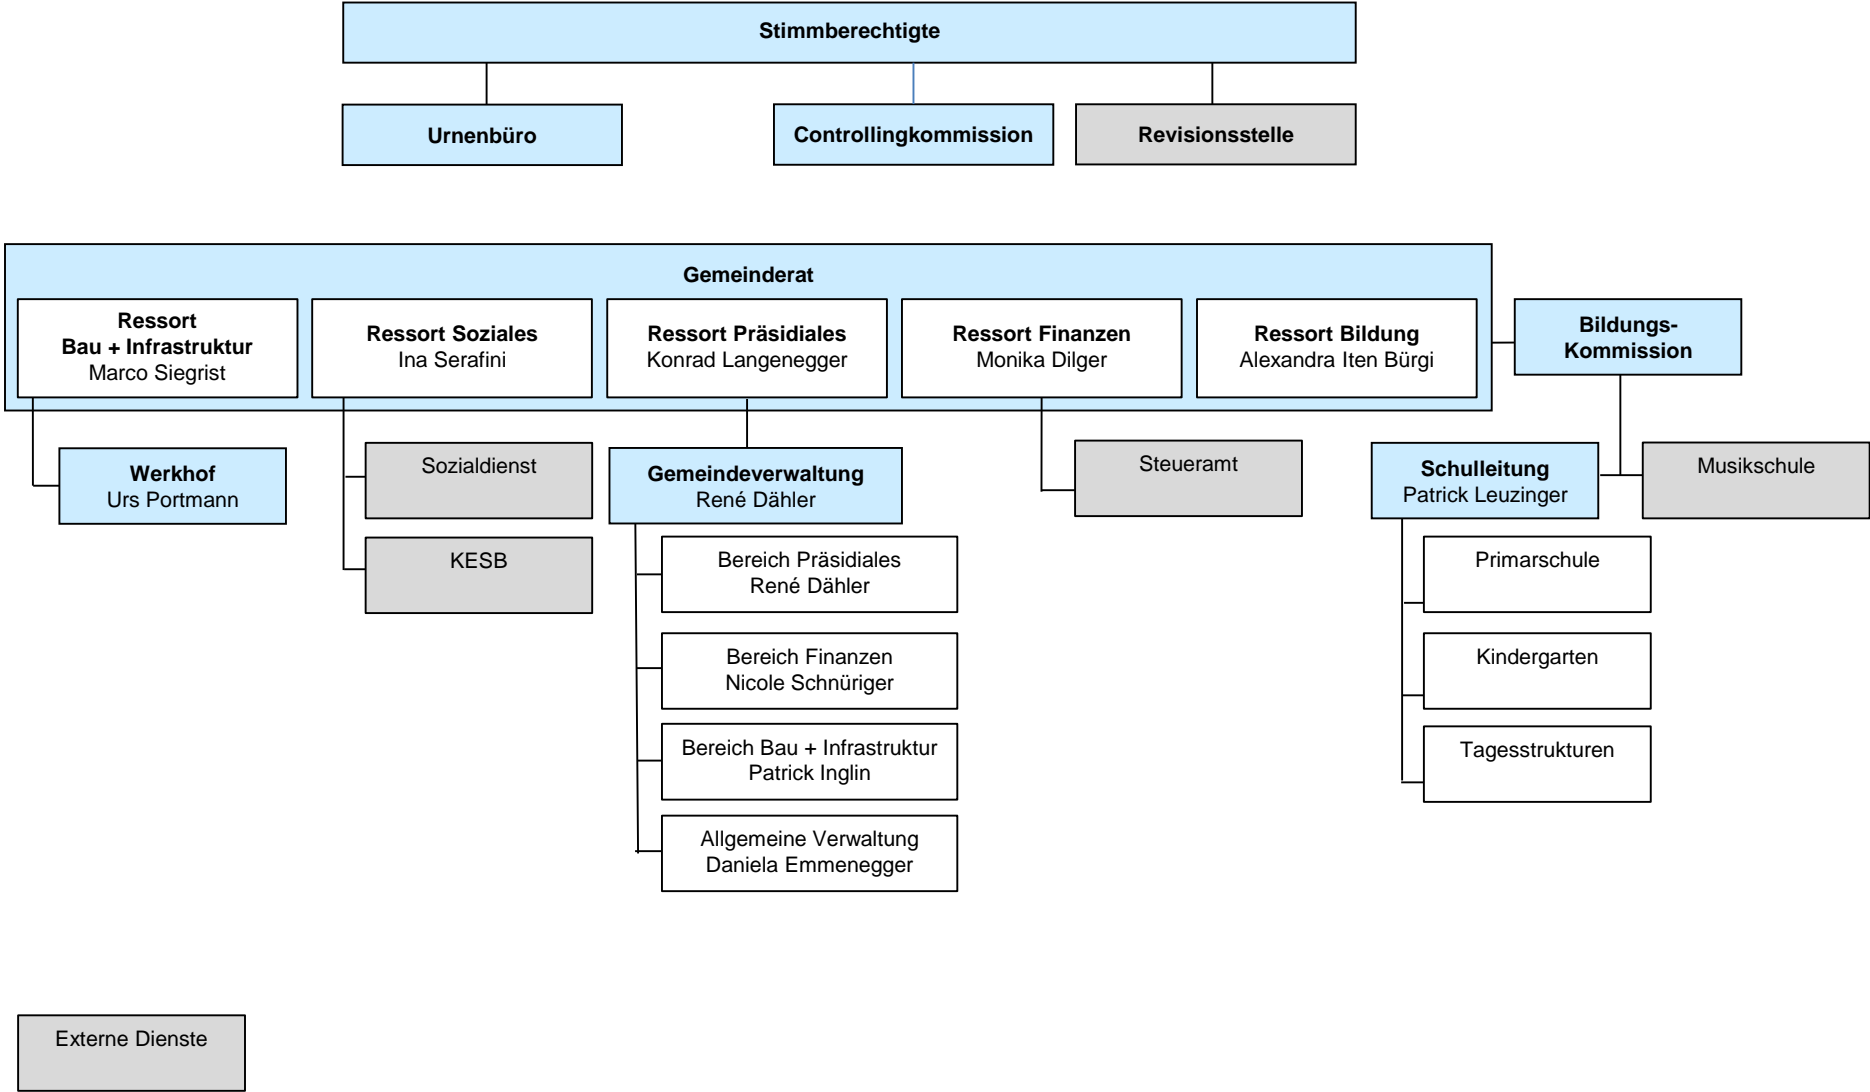 Stimmberechtigte
Urnenbüro
Controllingkommission
Revisionsstelle
Gemeinderat
Ressort
Bau + Infrastruktur
Marco Siegrist
Ressort Soziales
Ina Serafini
Ressort Präsidiales
Konrad Langenegger
Ressort Finanzen
Monika Dilger
Ressort Bildung
Alexandra Iten Bürgi
Bildungs-
Kommission
Werkhof
Urs Portmann
Sozialdienst
KESB
Gemeindeverwaltung
René Dähler
Bereich Präsidiales
René Dähler
Bereich Finanzen
Nicole Schnüriger
Bereich Bau + Infrastruktur
Patrick Inglin
Allgemeine Verwaltung
Daniela Emmenegger
Steueramt
Schulleitung
Patrick Leuzinger
Musikschule
Primarschule
Kindergarten
Tagesstrukturen
Externe Dienste